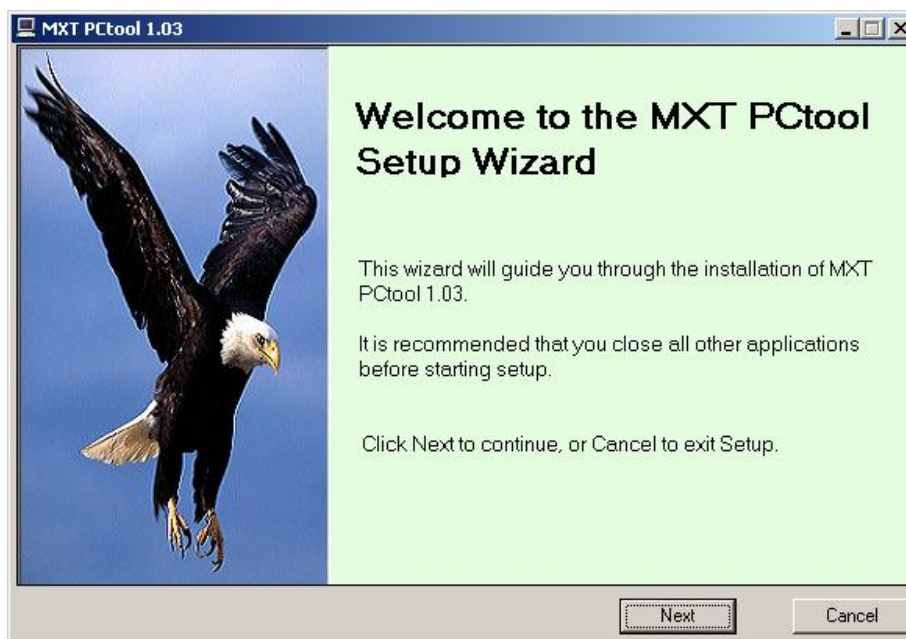 MXT PCtool 1.03
Welcome to the MXT PCtool
Setup Wizard
This wizard will guide you through the installation of MXT
PCtool 1.03.
It is recommended that you close all other applications
before starting setup.
Click Next to continue, or Cancel to exit Setup.
Next
Cancel